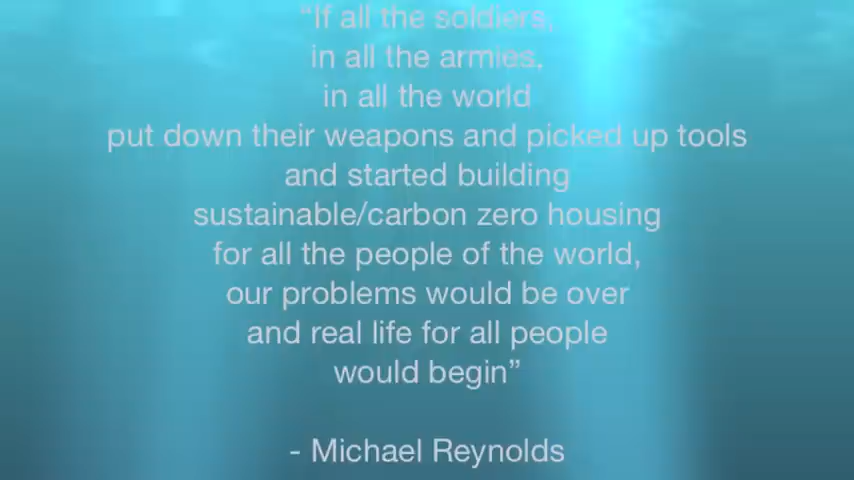 “If all the soldiers,
in all the armies,
in all the world
put down their weapons and picked up tools
and started building
sustainable/carbon zero housing
for all the people of the world,
our problems would be over
and real life for all people
would begin”
- Michael Reynolds